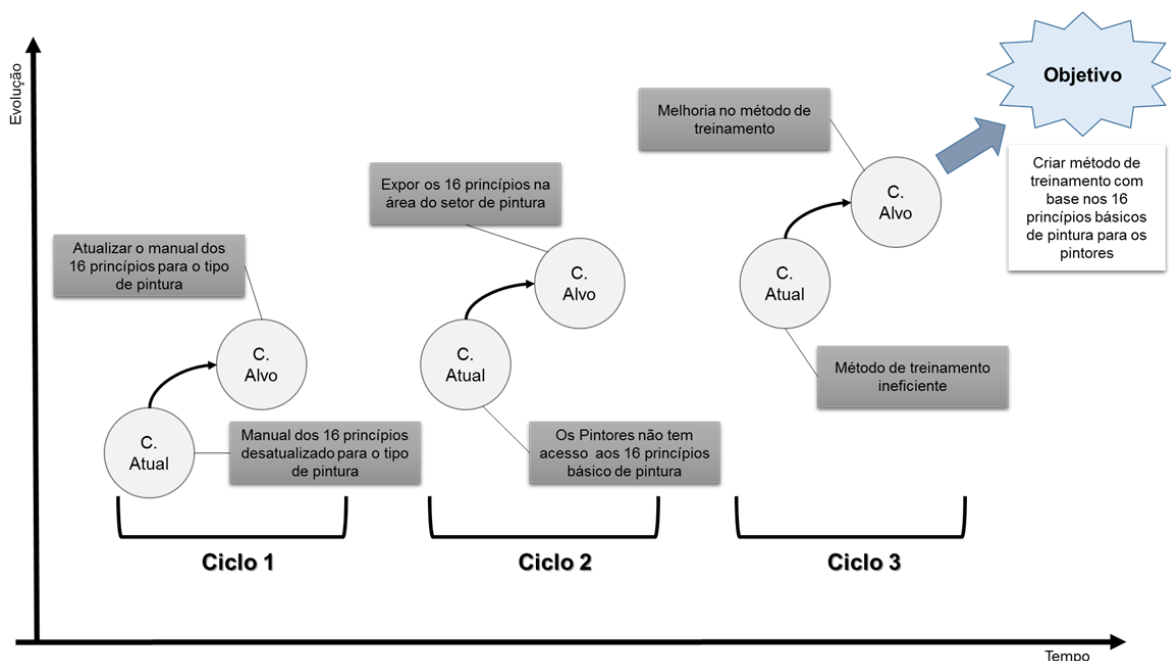 Evolução
Objetivo
Criar método de
treinamento com
base nos 16
princípios básicos
de pintura para os
pintores
Melhoria no método de
treinamento
C.
Alvo
C.
Atual
Método de treinamento
ineficiente
Expor os 16 princípios na
área do setor de pintura
C.
Alvo
C.
Atual
Os Pintores não tem
acesso aos 16 princípios
básico de pintura
Atualizar o manual dos
16 princípios para o tipo
de pintura
C.
Alvo
C.
Atual
Manual dos 16 princípios
desatualizado para o tipo
de pintura
Ciclo 1
Ciclo 2
Ciclo 3
Tempo